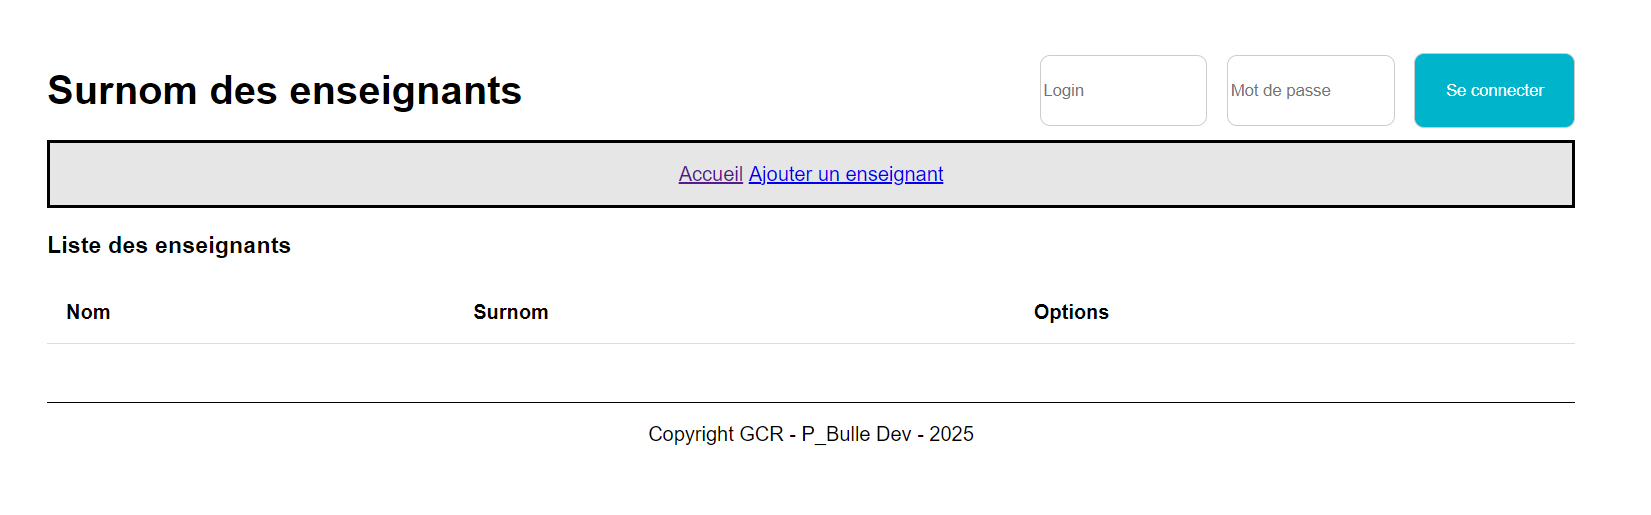 Surnom des enseignants
Login Mot de passe Se connecter
Accueil Ajouter un enseignant
Liste des enseignants
Nom Surnom Options
Copyright GCR - P_Bulle Dev - 2025